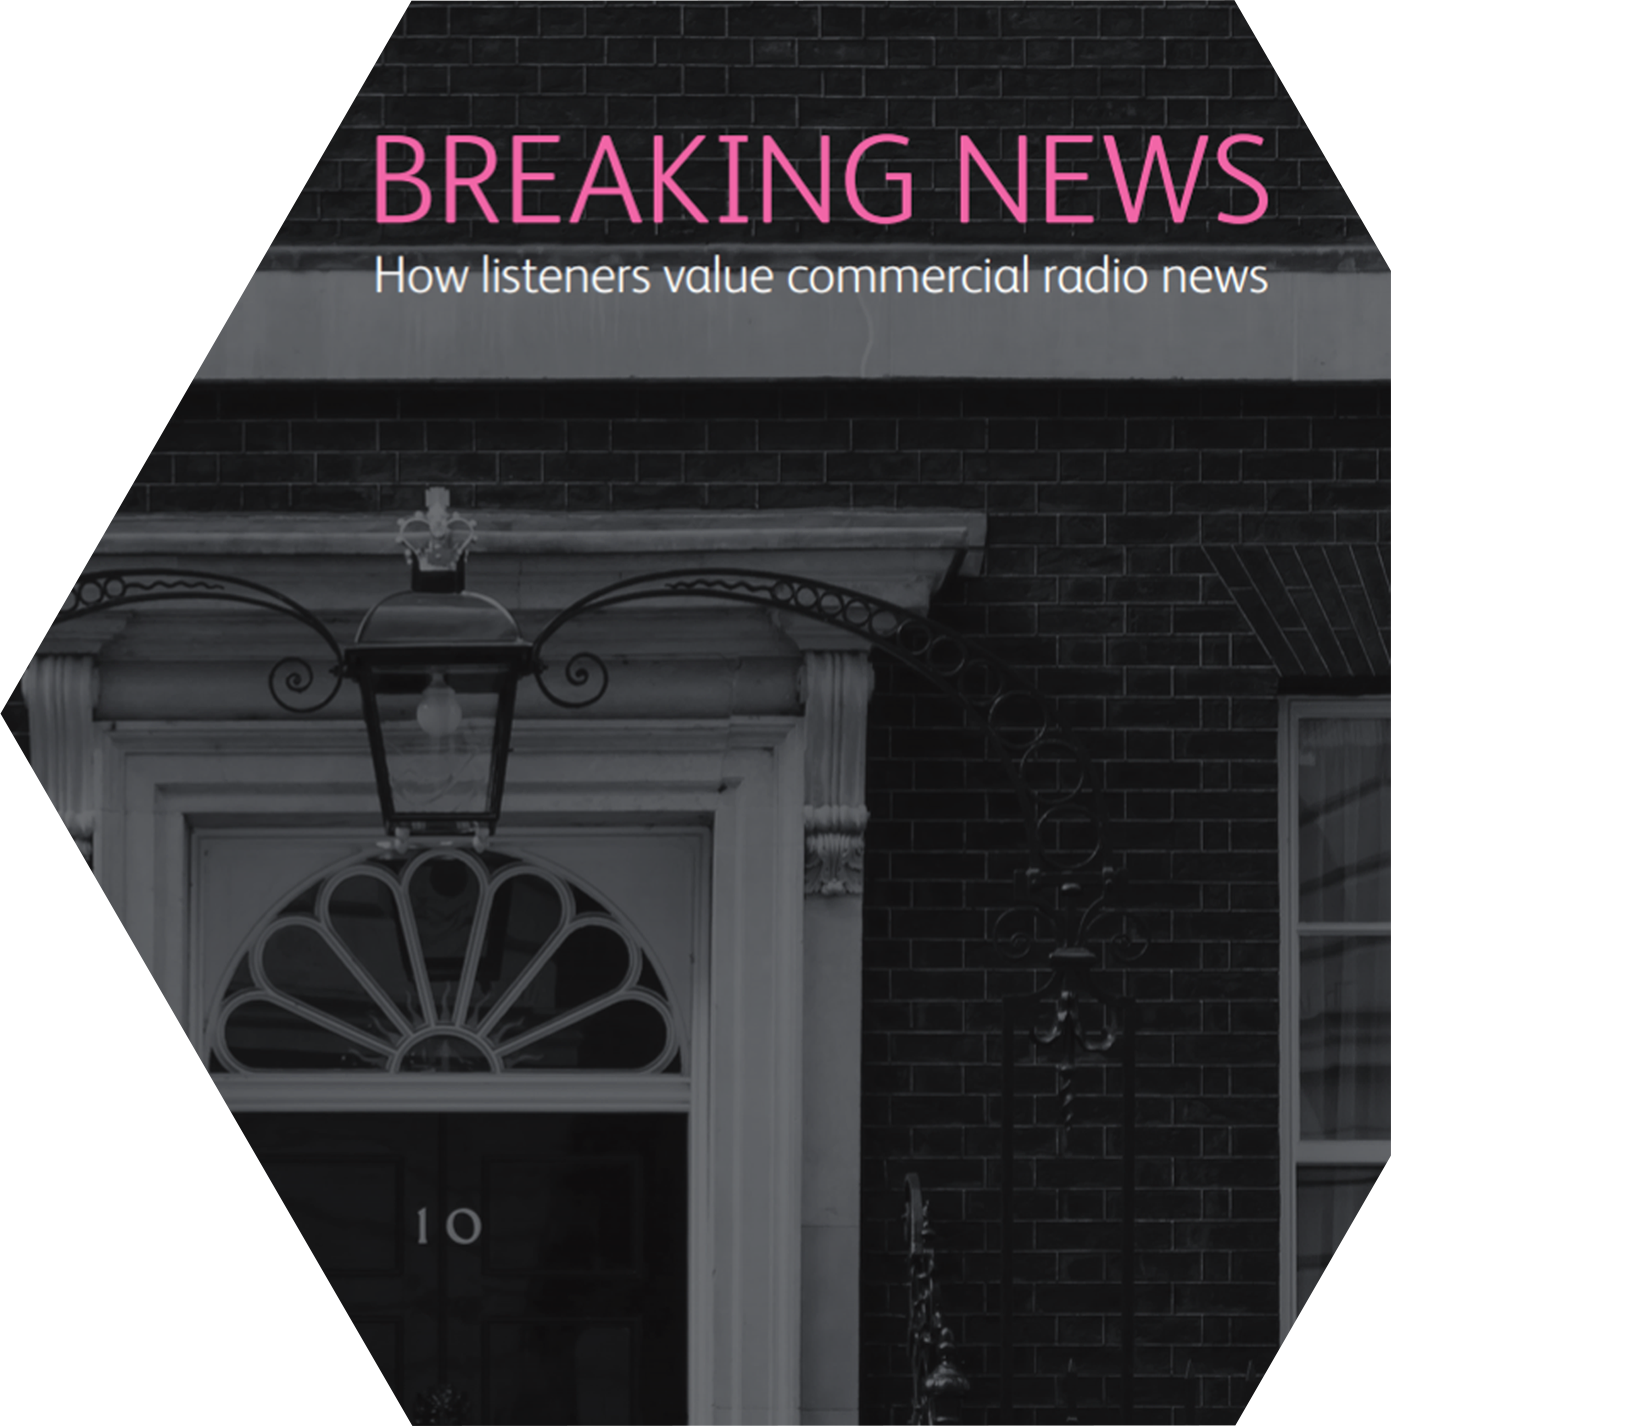 BREAKING NEWS
How listeners value commercial radio news
10